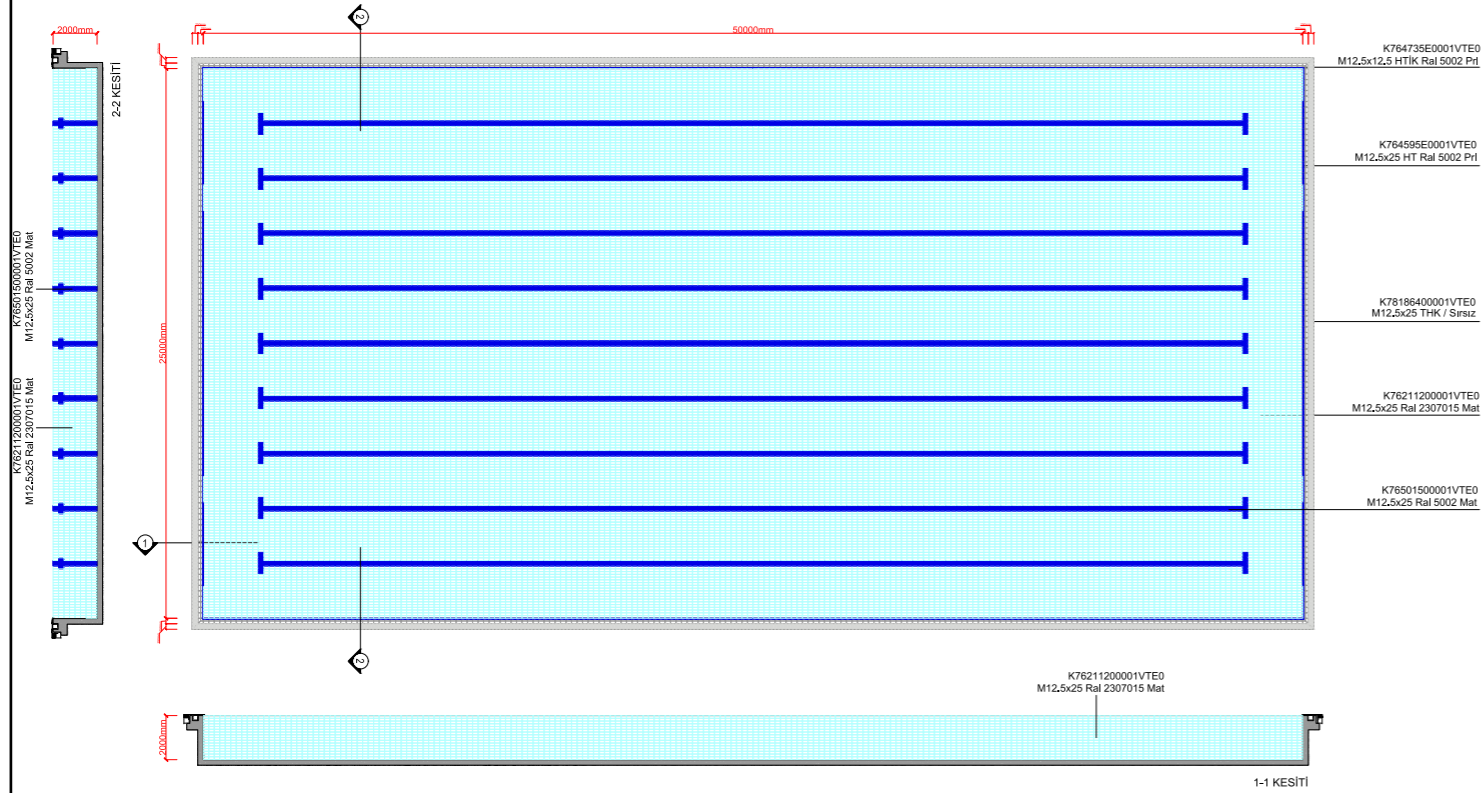 2000mm
2
50000mm
K764735E0001VTE0
M12.5x12.5 HTİK Ral 5002 Prl
2-2 KESİTİ
K764595E0001VTE0
M12.5x25 HT Ral 5002 Prl
K76501500001VTE0
M12.5x25 Ral 5002 Mat
25000mm
K78186400001VTE0
M12.5x25 THK / Sırsız
K76211200001VTE0
M12.5x25 Ral 2307015 Mat
K76211200001VTE0
M12.5x25 Ral 2307015 Mat
K76501500001VTE0
M12.5x25 Ral 5002 Mat
1
2
K76211200001VTE0
M12.5x25 Ral 2307015 Mat
2000mm
1-1 KESİTİ